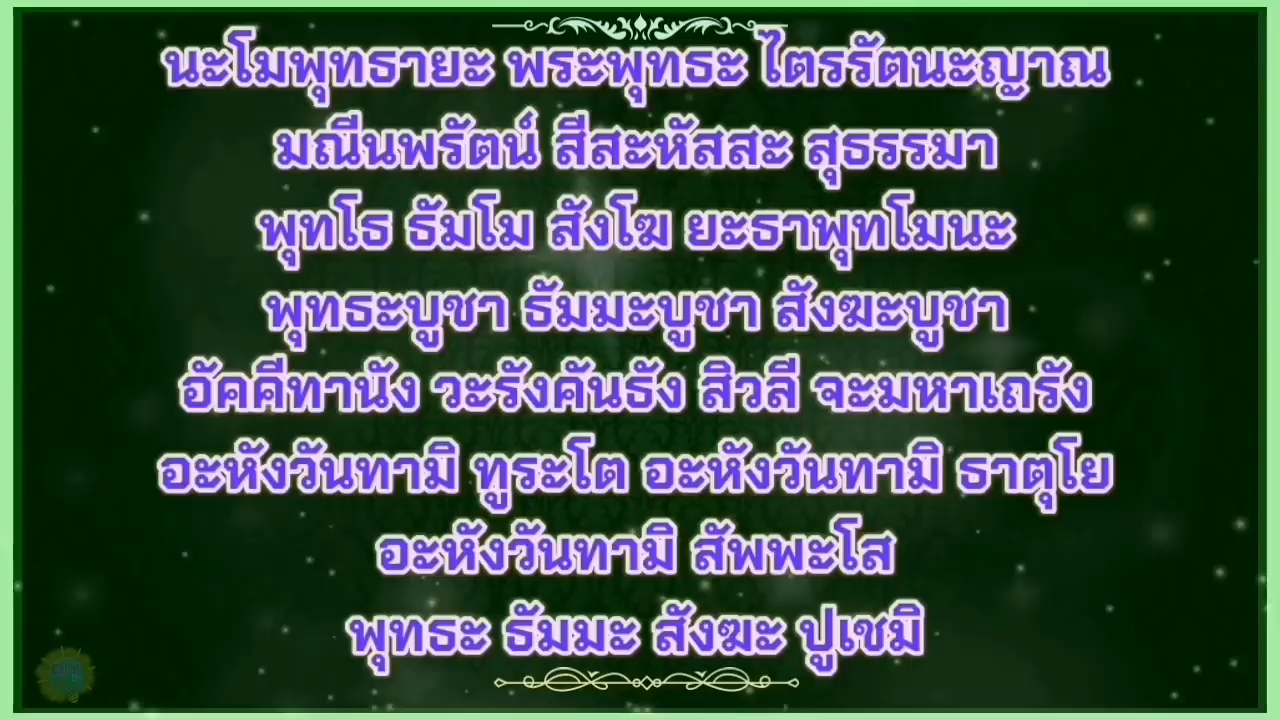 นะโมพุทธายะ พระพุทธะ ไตรรัตนะญาณ
มณีนพรัตน์ สีสะหัสสะ สุธรรมา
พุทโธ ธัมโม สังโฆ ยะธาพุทโมนะ
พุทธะบูชา ธัมมะบูชา สังฆะบูชา
อัคคีทานัง วะรังคันธัง สิวลี จะมหาเถรัง
อะหังวันทามิ ทูระโต อะหังวันทามิ ธาตุโย
อะหังวันทามิ สัพพะโส
พุทธะ ธัมมะ สังฆะ ปูเชมิ